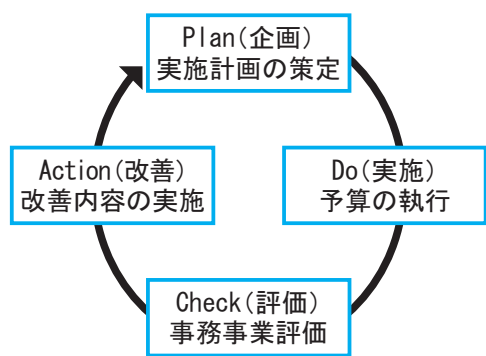 Plan(企画)
実施計画の策定
Do(実施)
予算の執行
Check(評価)
事務事業評価
Action(改善)
改善内容の実施